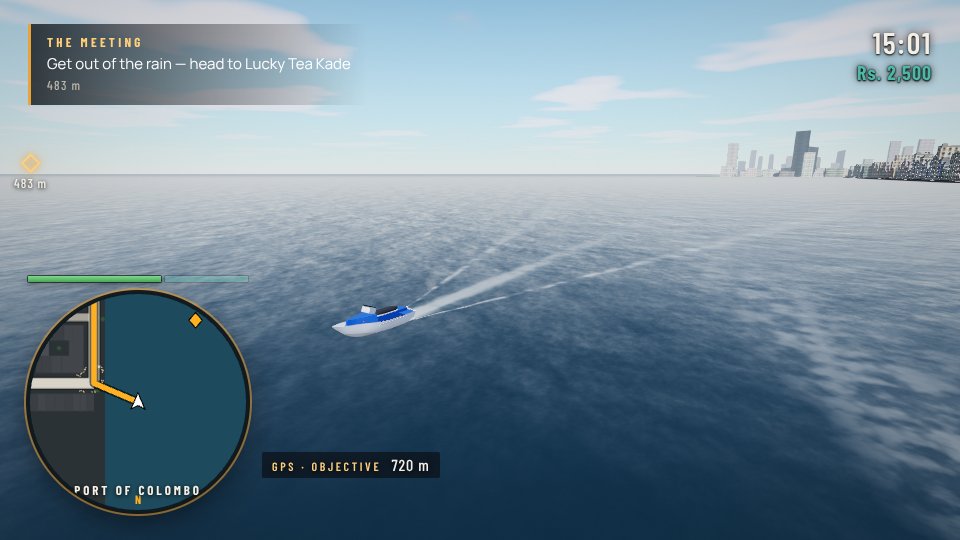 THE MEETING
Get out of the rain — head to Lucky Tea Kade
483 m
15:01
Rs. 2,500
483 m
GPS · OBJECTIVE 720 m
PORT OF COLOMBO
N